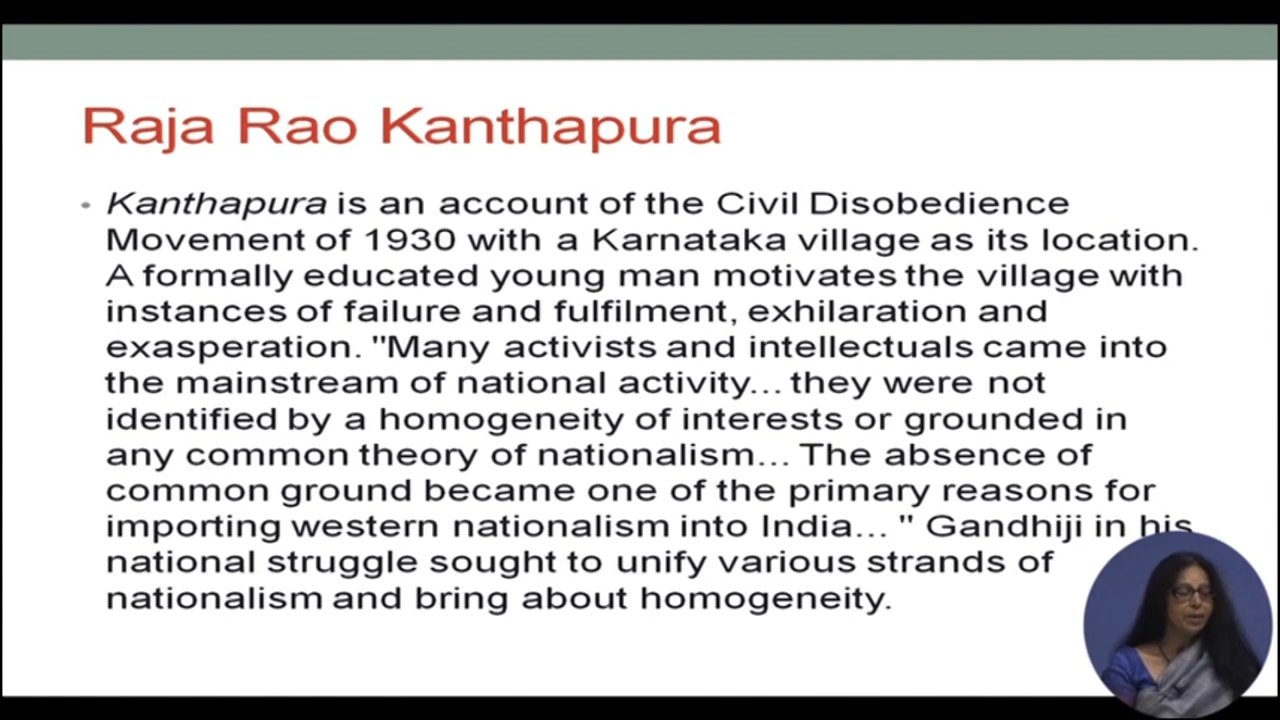 Raja Rao Kanthapura
• Kanthapura is an account of the Civil Disobedience
Movement of 1930 with a Karnataka village as its location.
A formally educated young man motivates the village with
instances of failure and fulfilment, exhilaration and
exasperation. "Many activists and intellectuals came into
the mainstream of national activity... they were not
identified by a homogeneity of interests or grounded in
any common theory of nationalism... The absence of
common ground became one of the primary reasons for
importing western nationalism into India... " Gandhiji in his
national struggle sought to unify various strands of
nationalism and bring about homogeneity.